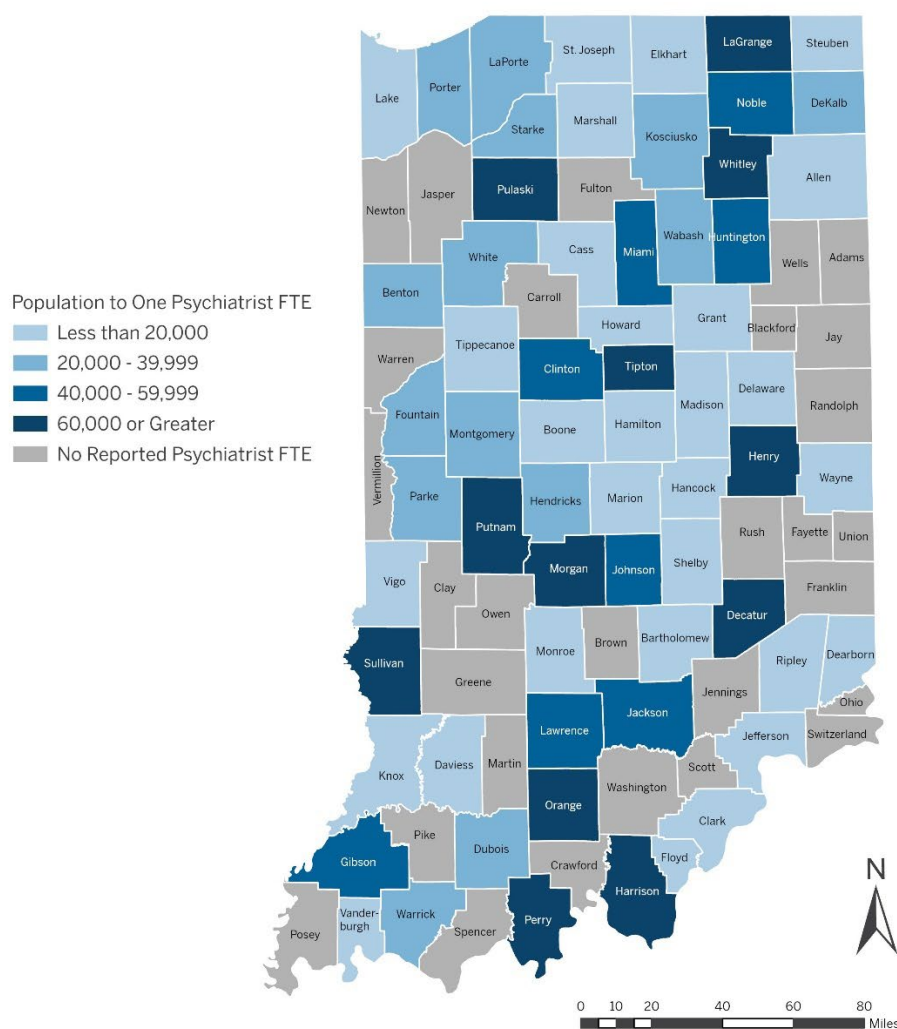 LaGrange
Steuben
St. Joseph
Elkhart
LaPorte
Porter
Lake
Noble
DeKalb
Starke
Marshall
Kosciusko
Whitley
Allen
Newton
Jasper
Pulaski
Fulton
Miami
Wabash
Huntington
Wells
Adams
White
Cass
Population to One Psychiatrist FTE
Less than 20,000
20,000 - 39,999
40,000 - 59,999
60,000 or Greater
No Reported Psychiatrist FTE
Benton
Carroll
Howard
Grant
Blackford
Jay
Warren
Tippecanoe
Clinton
Tipton
Madison
Delaware
Randolph
Fountain
Montgomery
Boone
Hamilton
Henry
Wayne
Vermillion
Parke
Putnam
Hendricks
Marion
Hancock
Rush
Fayette
Union
Vigo
Clay
Owen
Morgan
Johnson
Shelby
Franklin
Decatur
Sullivan
Greene
Monroe
Brown
Bartholomew
Ripley
Dearborn
Jennings
Ohio
Lawrence
Jackson
Jefferson
Switzerland
Knox
Daviess
Martin
Scott
Orange
Washington
Clark
Gibson
Pike
Dubois
Crawford
Floyd
Harrison
Posey
Vander-
burgh
Warrick
Spencer
Perry
N
0 10 20 40 60 80
Miles